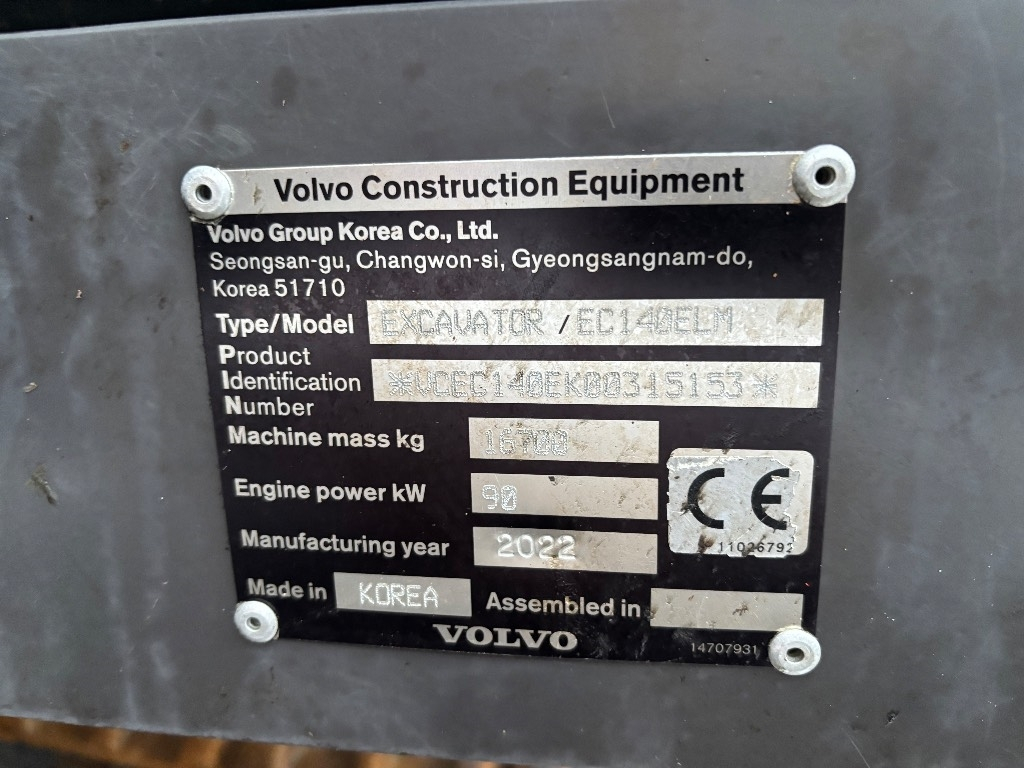 Volvo Construction Equipment
Volvo Group Korea Co., Ltd.
Seongsan-gu, Changwon-si, Gyeongsangnam-do,
Korea 51710
Type/Model EXCAVATOR / EC140ELM
Product
Identification *VCEC140EK00315153*
Number
Machine mass kg 16700
Engine power kW 90
CE
Manufacturing year 2022
11026792
Made in KOREA Assembled in
VOLVO
14707931